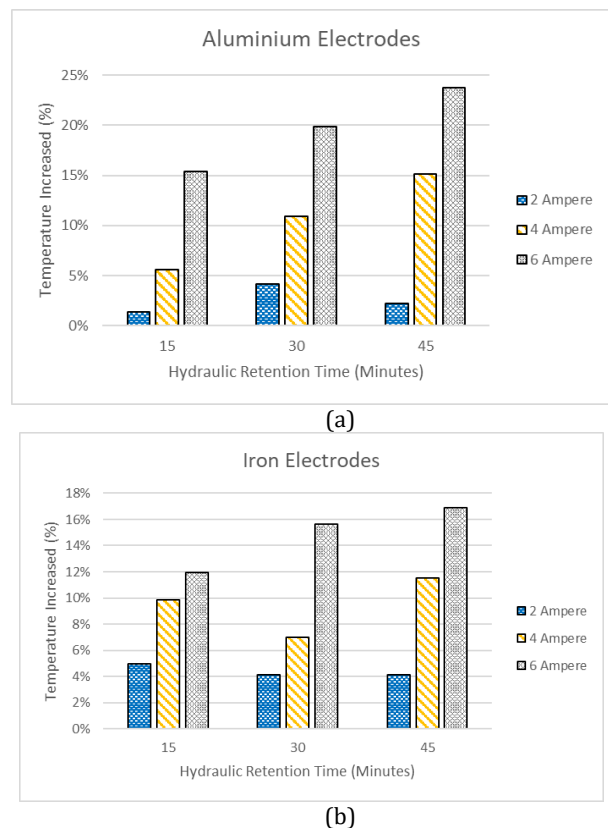 Aluminium Electrodes
Temperature Increased (%)
25%
20%
15%
10%
5%
0%
15
30
45
Hydraulic Retention Time (Minutes)
2 Ampere
4 Ampere
6 Ampere
(a)
Iron Electrodes
Temperature Increased (%)
18%
16%
14%
12%
10%
8%
6%
4%
2%
0%
15
30
45
Hydraulic Retention Time (Minutes)
2 Ampere
4 Ampere
6 Ampere
(b)